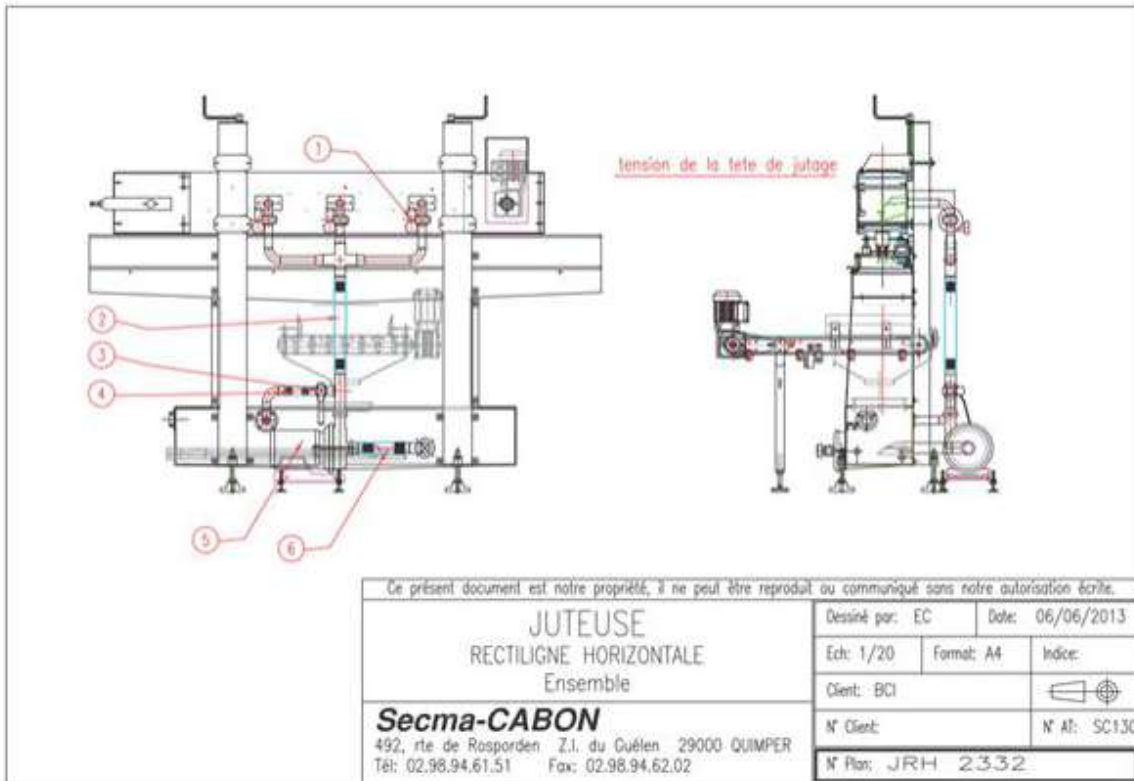 1
tension de la tete de jutage
2
3
4
5
6
Ce présent document est notre propriété, il ne peut être reproduit ou communiqué sans notre autorisation écrite.
JUTEUSE
RECTILIGNE HORIZONTALE
Ensemble
Secma-CABON
492, rte de Rosporden Z.I. du Guélen 29000 QUIMPER
Tél: 02.98.94.61.51 Fax: 02.98.94.62.02
Dessiné par: EC Date: 06/06/2013
Ech: 1/20 Format: A4 Indice:
Client: BCI
N° Client: N° AT: SC130
N° Plan: JRH 2332